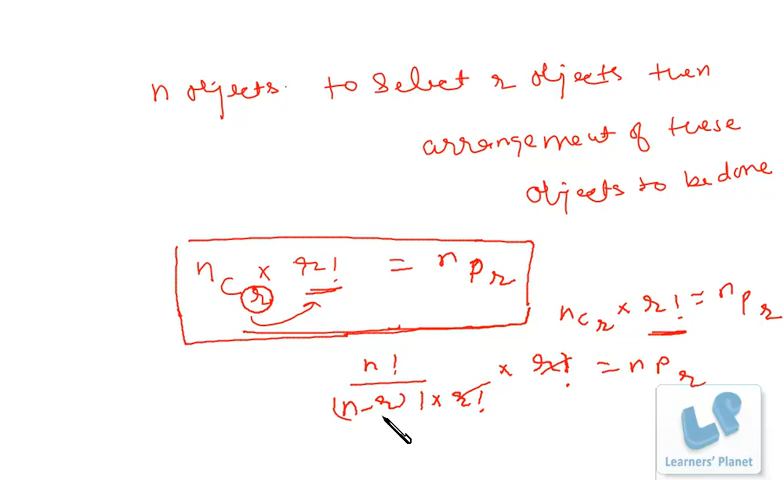 n objects. to select r objects then
arrangement of these
objects to be done
nCr × r! = nPr
nCr × r! = nPr
n!/(n-r)! × r! × r! = nPr
LP
Learners' Planet